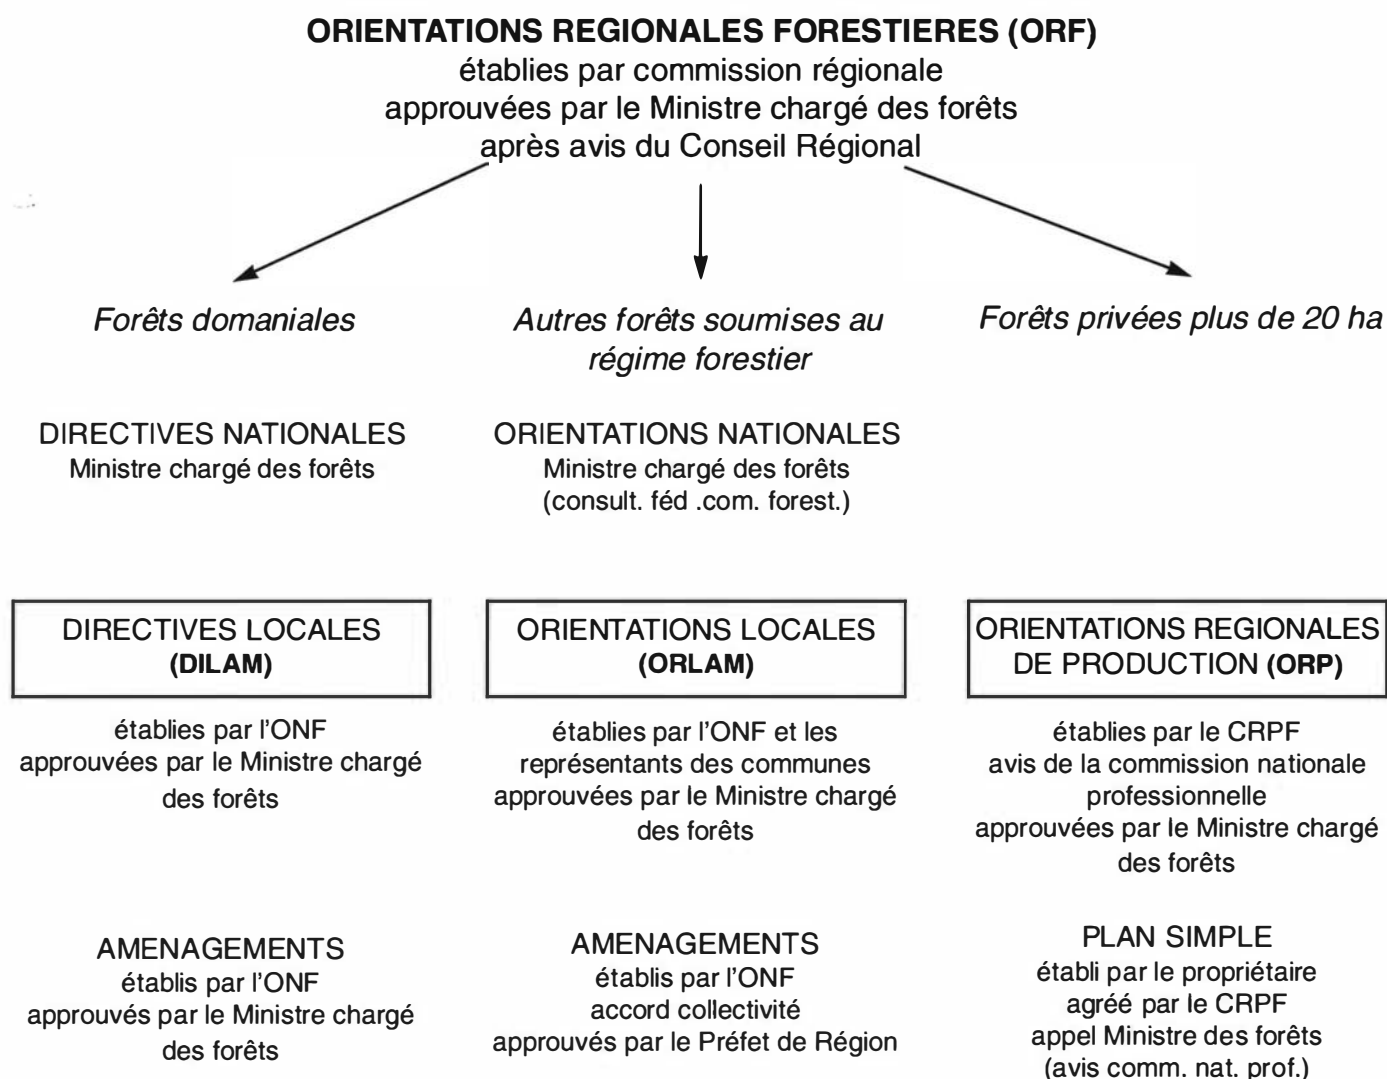 ORIENTATIONS REGIONALES FORESTIERES (ORF)
établies par commission régionale
approuvées par le Ministre chargé des forêts
après avis du Conseil Régional
Forêts domaniales
Autres forêts soumises au
régime forestier
Forêts privées plus de 20 ha
DIRECTIVES NATIONALES
Ministre chargé des forêts
ORIENTATIONS NATIONALES
Ministre chargé des forêts
(consult. féd .com. forest.)
DIRECTIVES LOCALES
(DILAM)
ORIENTATIONS LOCALES
(ORLAM)
ORIENTATIONS REGIONALES
DE PRODUCTION (ORP)
établies par l'ONF
approuvées par le Ministre chargé
des forêts
établies par l'ONF et les
représentants des communes
approuvées par le Ministre chargé
des forêts
établies par le CRPF
avis de la commission nationale
professionnelle
approuvées par le Ministre chargé
des forêts
AMENAGEMENTS
établis par l'ONF
approuvés par le Ministre chargé
des forêts
AMENAGEMENTS
établis par l'ONF
accord collectivité
approuvés par le Préfet de Région
PLAN SIMPLE
établi par le propriétaire
agréé par le CRPF
appel Ministre des forêts
(avis comm. nat. prof.)